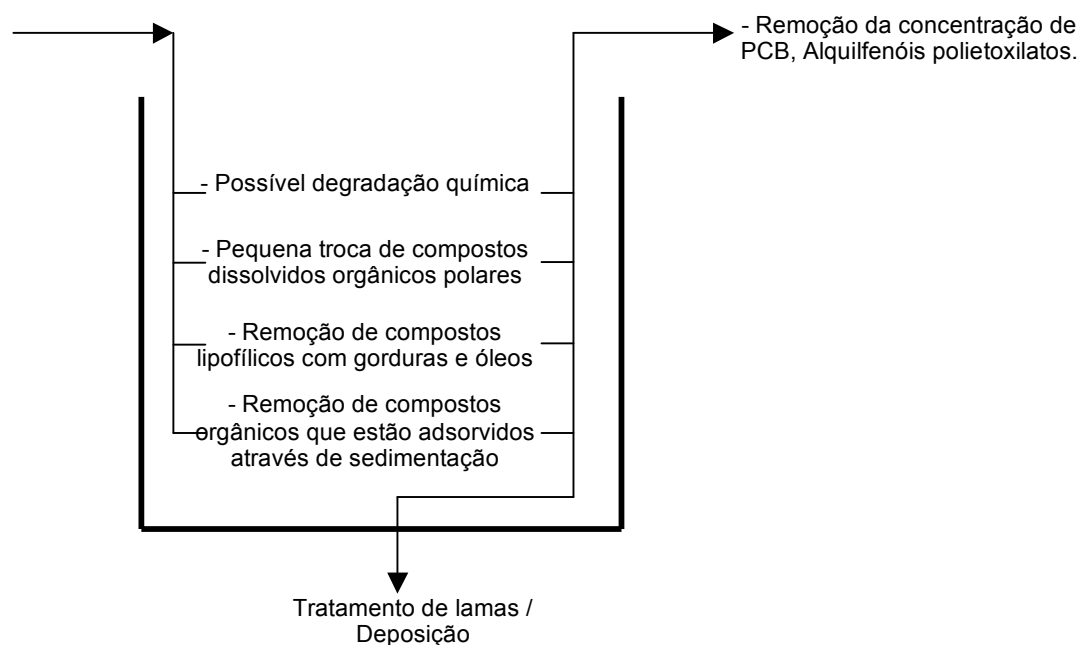 - Remoção da concentração de
PCB, Alquilfenóis polietoxilatos.
- Possível degradação química
- Pequena troca de compostos
dissolvidos orgânicos polares
- Remoção de compostos
lipofílicos com gorduras e óleos
- Remoção de compostos
orgânicos que estão adsorvidos
através de sedimentação
Tratamento de lamas /
Deposição